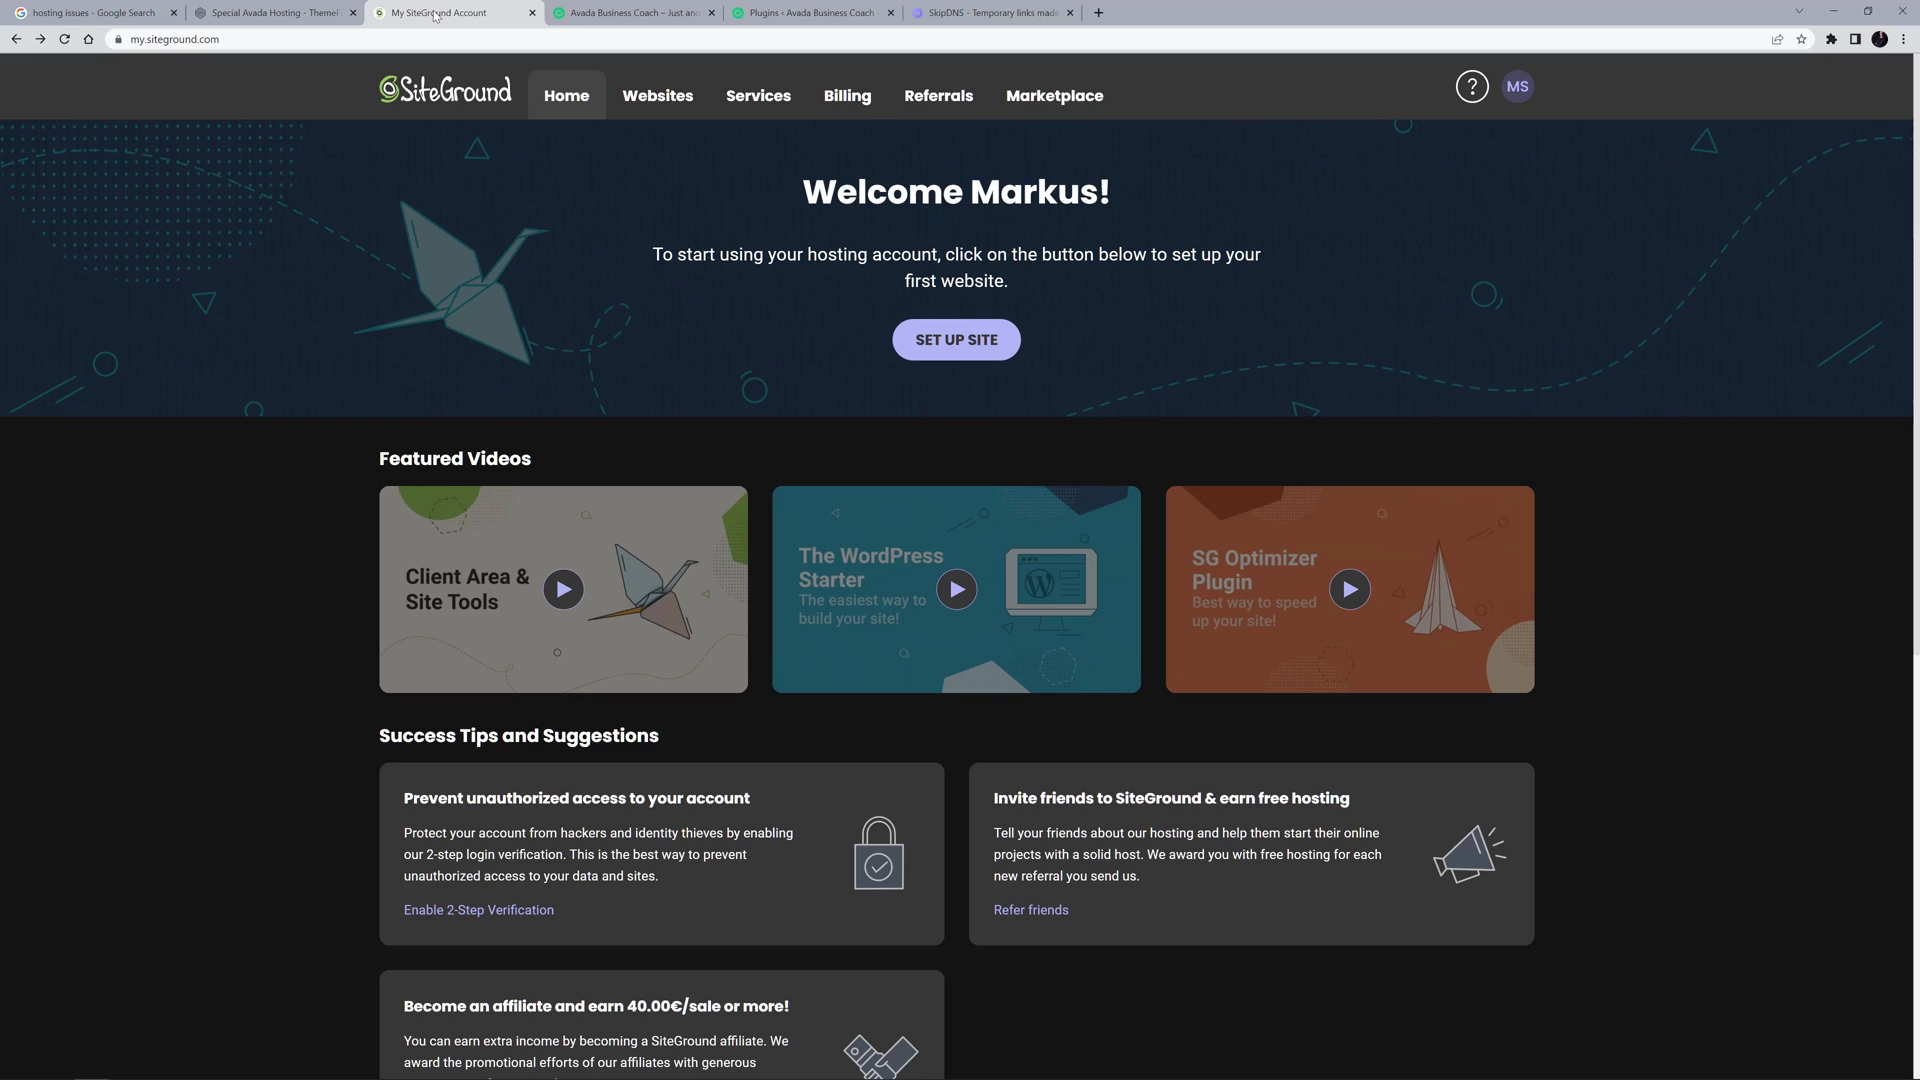 hosting issues - Google Search
Special Avada Hosting - ThemeF
My SiteGround Account
Avada Business Coach – Just ano
Plugins ‹ Avada Business Coach -
SkipDNS - Temporary links made
my.siteground.com
SiteGround
Home
Websites
Services
Billing
Referrals
Marketplace
?
MS
Welcome Markus!
To start using your hosting account, click on the button below to set up your
first website.
SET UP SITE
Featured Videos
Client Area &
Site Tools
The WordPress
Starter
The easiest way to
build your site!
SG Optimizer
Plugin
Best way to speed
up your site!
Success Tips and Suggestions
Prevent unauthorized access to your account
Protect your account from hackers and identity thieves by enabling
our 2-step login verification. This is the best way to prevent
unauthorized access to your data and sites.
Enable 2-Step Verification
Invite friends to SiteGround & earn free hosting
Tell your friends about our hosting and help them start their online
projects with a solid host. We award you with free hosting for each
new referral you send us.
Refer friends
Become an affiliate and earn 40.00€/sale or more!
You can earn extra income by becoming a SiteGround affiliate. We
award the promotional efforts of our affiliates with generous